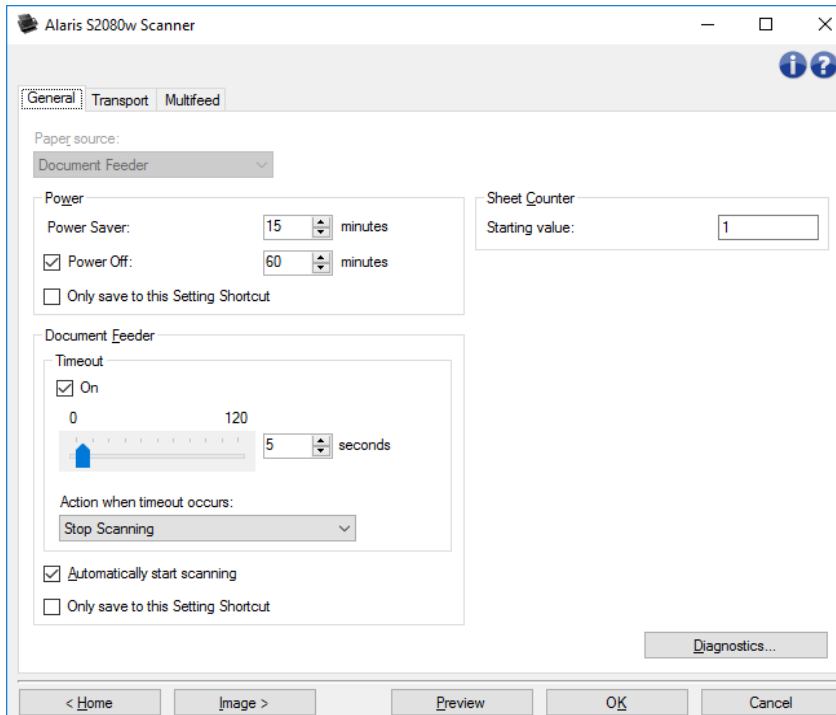 Alaris S2080w Scanner
General Transport Multifeed
Paper source:
Document Feeder
Power
Power Saver: 15 minutes
Power Off: 60 minutes
Only save to this Setting Shortcut
Sheet Counter
Starting value: 1
Document Feeder
Timeout
On
0 120
5 seconds
Action when timeout occurs:
Stop Scanning
Automatically start scanning
Only save to this Setting Shortcut
Diagnostics...
< Home Image > Preview OK Cancel